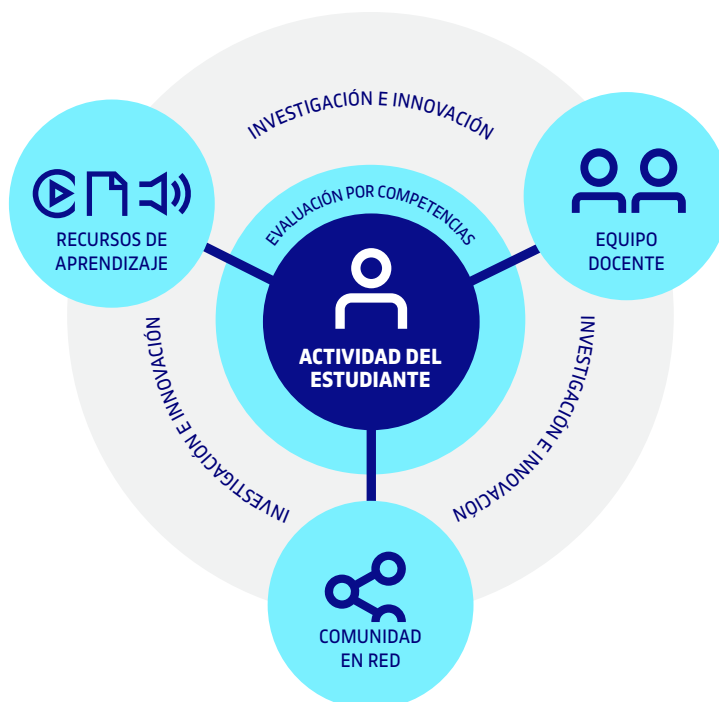 INVESTIGACIÓN E INNOVACIÓN
RECURSOS DE
APRENDIZAJE
EVALUACIÓN POR COMPETENCIAS
EQUIPO
DOCENTE
ACTIVIDAD DEL
ESTUDIANTE
INVESTIGACIÓN E INNOVACIÓN
INVESTIGACIÓN E INNOVACIÓN
COMUNIDAD
EN RED